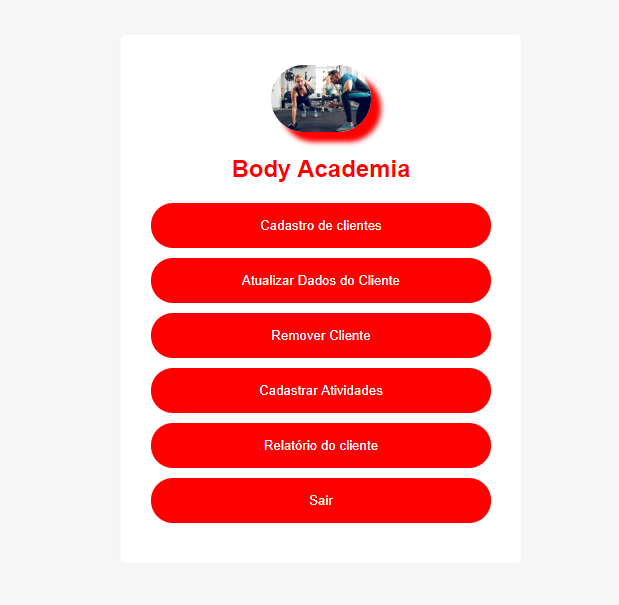 Body Academia
Cadastro de clientes
Atualizar Dados do Cliente
Remover Cliente
Cadastrar Atividades
Relatório do cliente
Sair